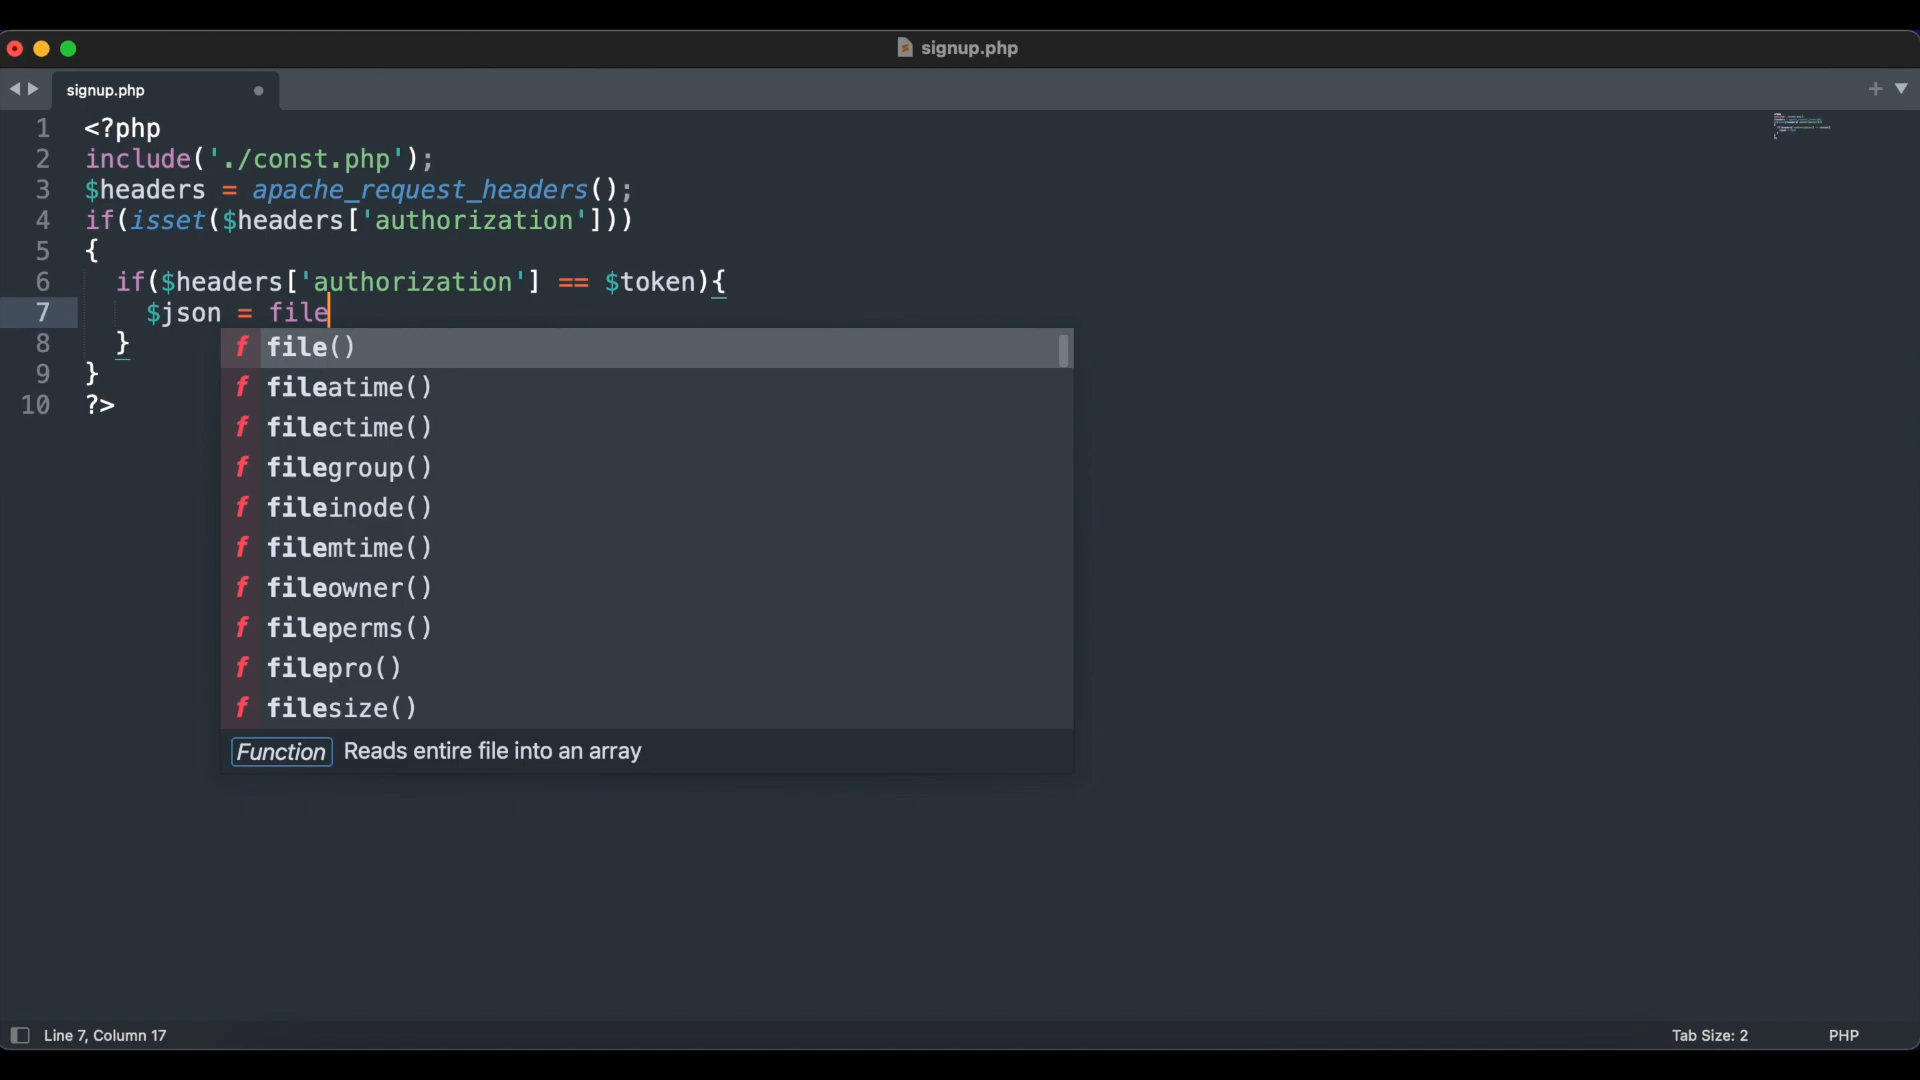 signup.php
signup.php
1 <?php
2 include('./const.php');
3 $headers = apache_request_headers();
4 if(isset($headers['authorization']))
5 {
6 if($headers['authorization'] == $token){
7 $json = file
8 }
9 }
10 ?>
f file()
f fileatime()
f filectime()
f filegroup()
f fileinode()
f filemtime()
f fileowner()
f fileperms()
f filepro()
f filesize()
Function Reads entire file into an array
Line 7, Column 17 Tab Size: 2 PHP